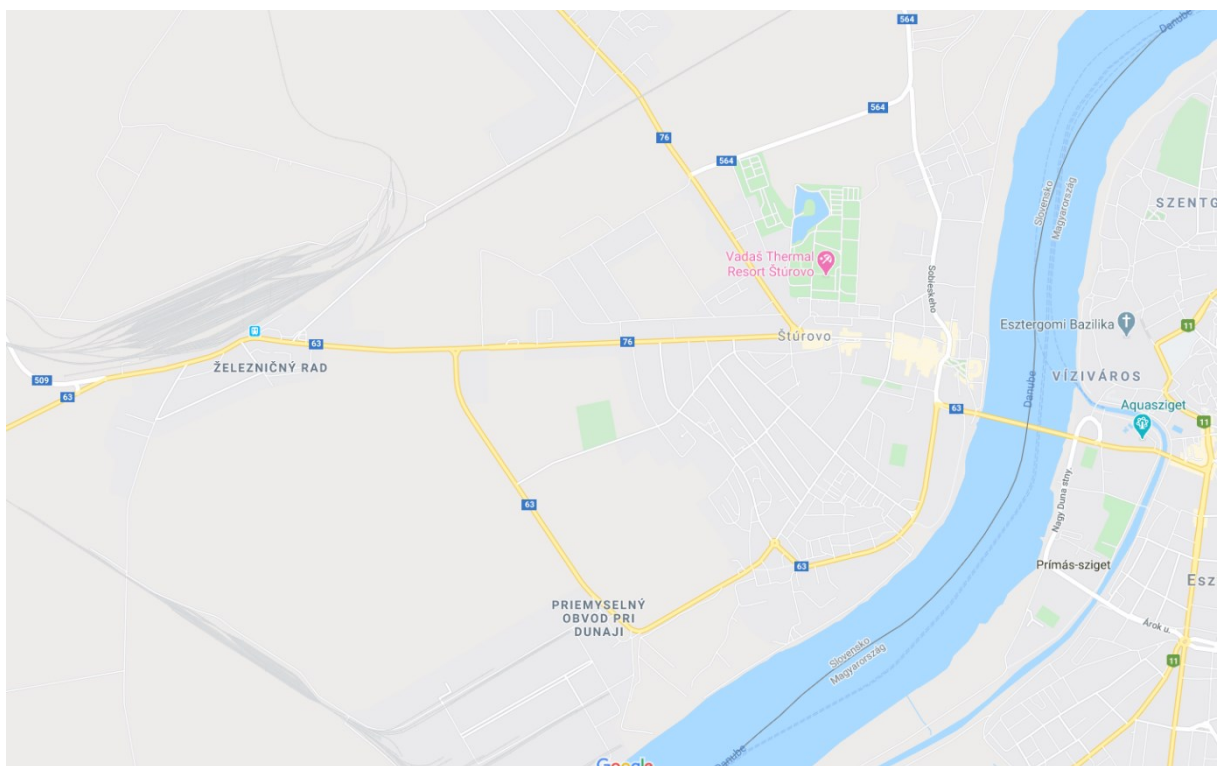 564
Danube
564
76
564
SZENTG
Slovensko
Magyarország
Vadaš Thermal
Resort Štúrovo
Sobieskeho
Esztergomi Bazilika
11
63
76
Štúrovo
ŽELEZNIČNÝ RAD
509
63
VÍZIVÁROS
Danube
Aquasziget
63
11
63
Nagy Duna stny.
63
Prímás-sziget
Esz
PRIEMYSELNÝ
OBVOD PRI
DUNAJI
Árok u.
Slovensko
Magyarország
11
Danube
Google